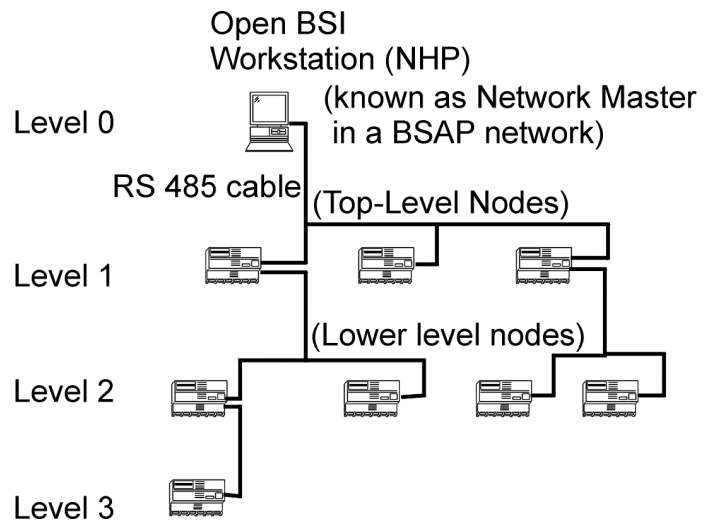 Open BSI
Workstation (NHP)
(known as Network Master
in a BSAP network)
Level 0
RS 485 cable
(Top-Level Nodes)
Level 1
(Lower level nodes)
Level 2
Level 3